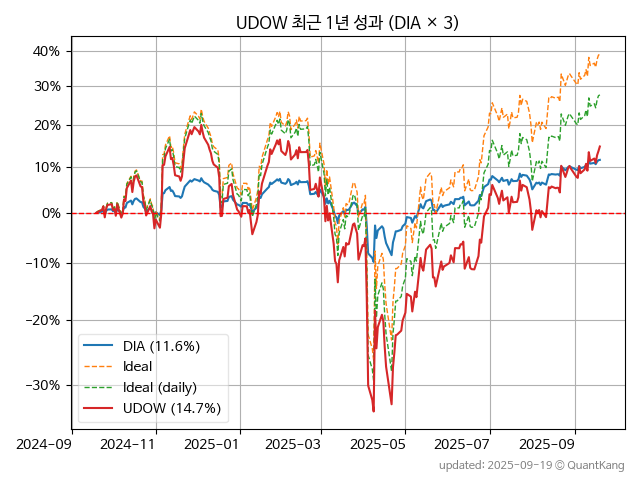 UDOW 최근 1년 성과 (DIA × 3)
40%
30%
20%
10%
0%
−10%
−20%
−30%
DIA (11.6%)
Ideal
Ideal (daily)
UDOW (14.7%)
2024-09
2024-11
2025-01
2025-03
2025-05
2025-07
2025-09
updated: 2025-09-19 © QuantKang